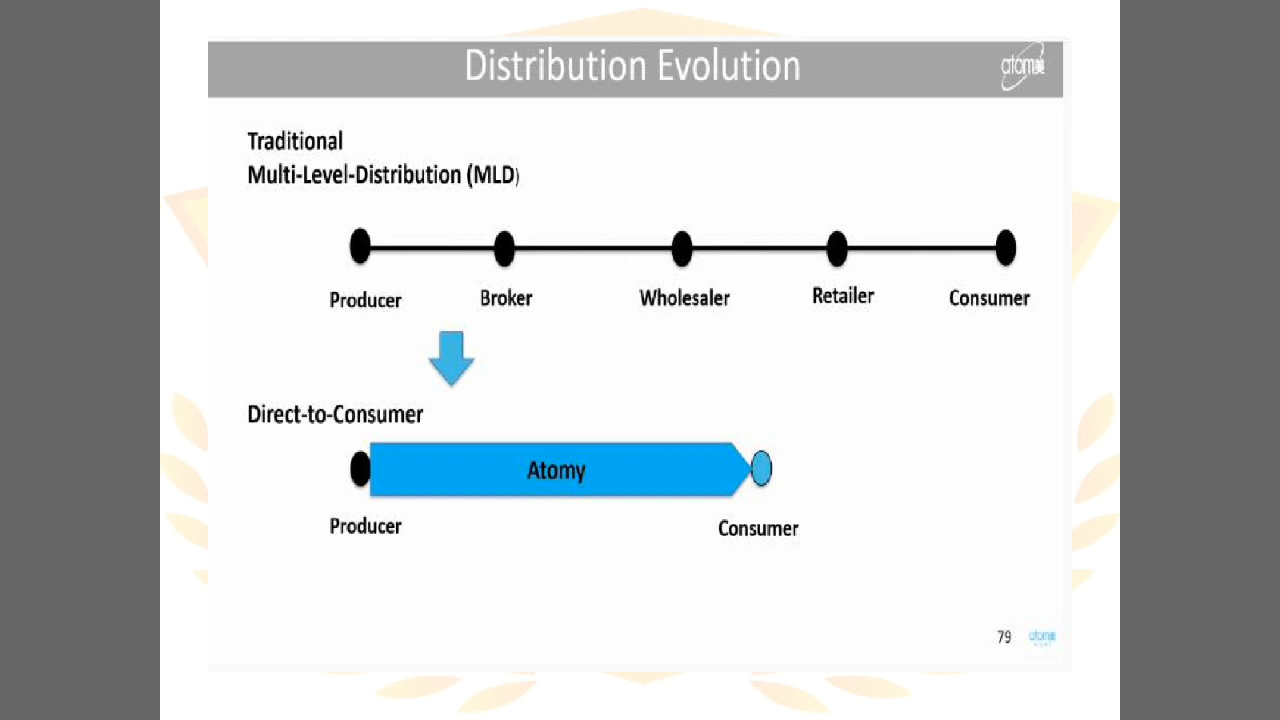 Distribution Evolution
Traditional
Multi-Level-Distribution (MLD)
Producer
Broker
Wholesaler
Retailer
Consumer
Direct-to-Consumer
Atomy
Producer
Consumer
79